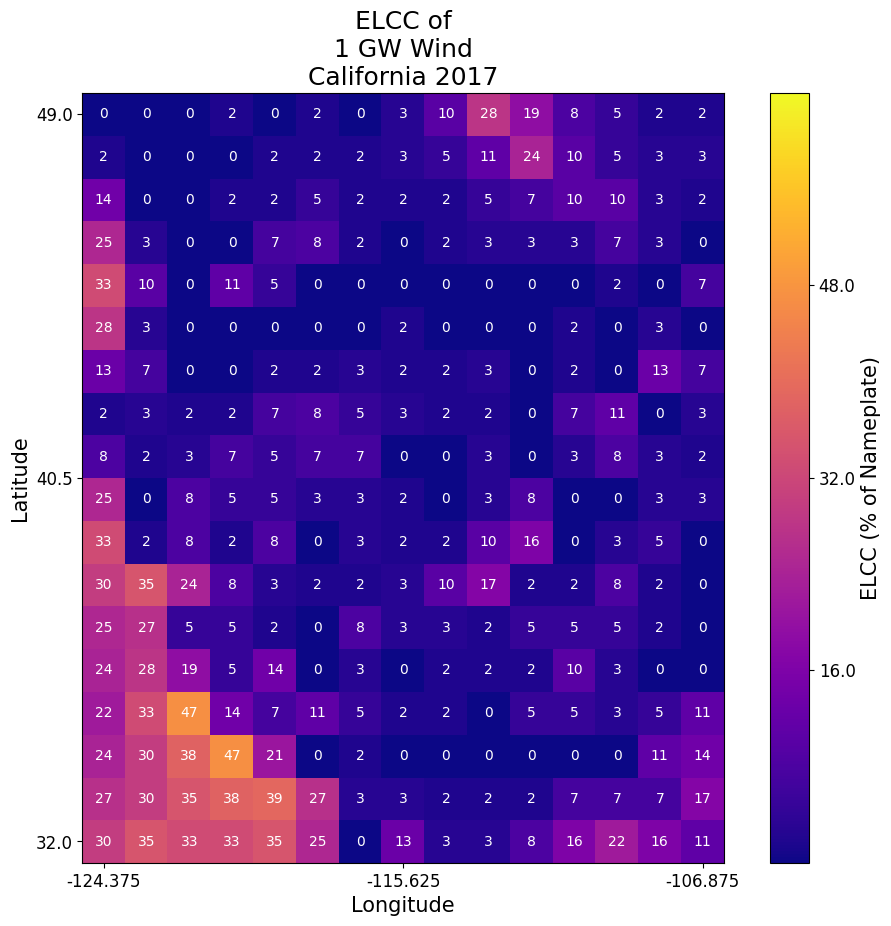 ELCC of
1 GW Wind
California 2017
49.0
0 0 0 2 0 2 0 3 10 28 19 8 5 2 2
2 0 0 0 2 2 2 3 5 11 24 10 5 3 3
14 0 0 2 2 5 2 2 2 5 7 10 10 3 2
25 3 0 0 7 8 2 0 2 3 3 3 7 3 0
33 10 0 11 5 0 0 0 0 0 0 0 2 0 7
48.0
28 3 0 0 0 0 0 2 0 0 0 2 0 3 0
13 7 0 0 2 2 3 2 2 3 0 2 0 13 7
2 3 2 2 7 8 5 3 2 2 0 7 11 0 3
8 2 3 7 5 7 7 0 0 3 0 3 8 3 2
40.5
32.0
25 0 8 5 5 3 3 2 0 3 8 0 0 3 3
33 2 8 2 8 0 3 2 2 10 16 0 3 5 0
30 35 24 8 3 2 2 3 10 17 2 2 8 2 0
25 27 5 5 2 0 8 3 3 2 5 5 5 2 0
24 28 19 5 14 0 3 0 2 2 2 10 3 0 0
16.0
22 33 47 14 7 11 5 2 2 0 5 5 3 5 11
24 30 38 47 21 0 2 0 0 0 0 0 0 11 14
27 30 35 38 39 27 3 3 2 2 2 7 7 7 17
32.0
30 35 33 33 35 25 0 13 3 3 8 16 22 16 11
-124.375
-115.625
-106.875
Longitude
Latitude
ELCC (% of Nameplate)